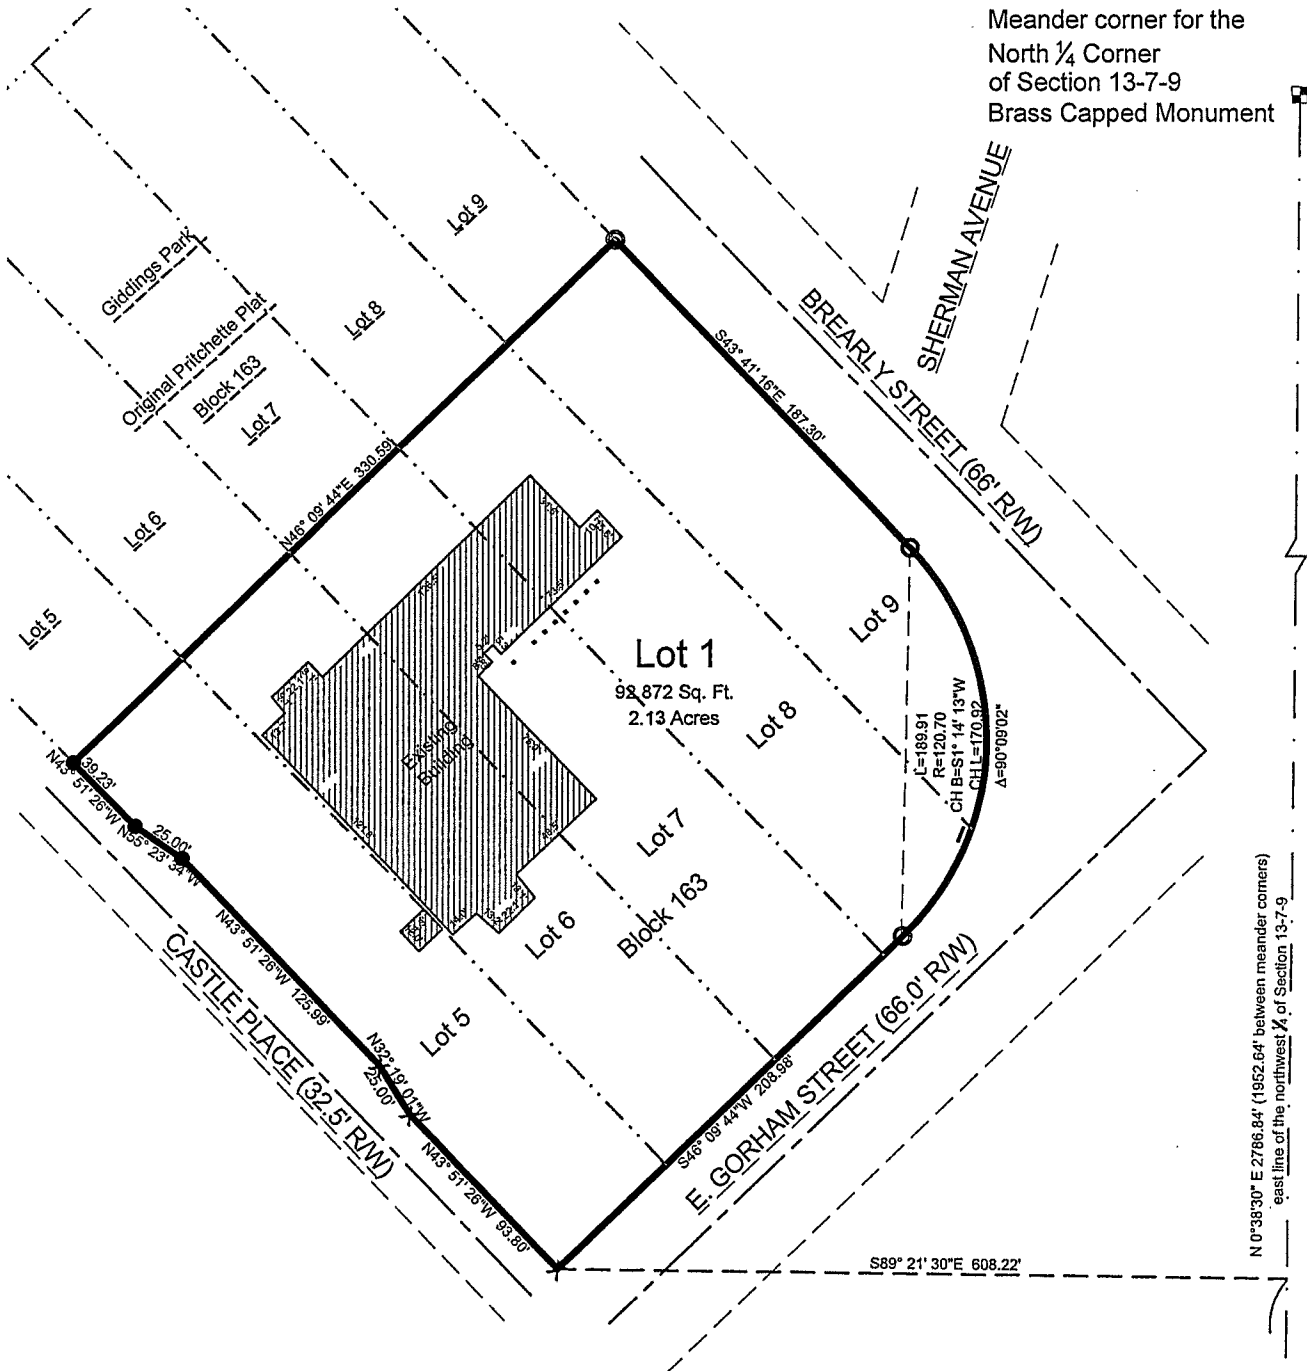 Meander corner for the
North ¼ Corner
of Section 13-7-9
Brass Capped Monument
SHERMAN AVENUE
BREARLY STREET (66' R/W)
Lot 9
Lot 8
Giddings Park
Original Pritchette Plat
Block 163
Lot 7
Lot 6
Lot 5
N46° 09' 44"E 330.59'
S43° 41' 16"E 187.30'
Lot 1
92,872 Sq. Ft.
2.13 Acres
Existing
Building
Lot 9
Lot 8
Lot 7
Block 163
Lot 6
Lot 5
L=189.91
R=120.70
CH B=S1° 14' 13"W
CH L=170.92
Δ=90°09'02"
39.23'
N43° 51' 26"W
25.00'
N55° 23' 34"W
N43° 51' 26"W 125.99'
N32° 19' 01"W
25.00'
N43° 51' 26"W 93.80'
CASTLE PLACE (32.5' R/W)
S46° 09' 44"W 208.98'
E. GORHAM STREET (66.0' R/W)
S89° 21' 30"E 608.22'
N 0°38'30" E 2786.84' (1952.64' between meander corners)
east line of the northwest ¼ of Section 13-7-9